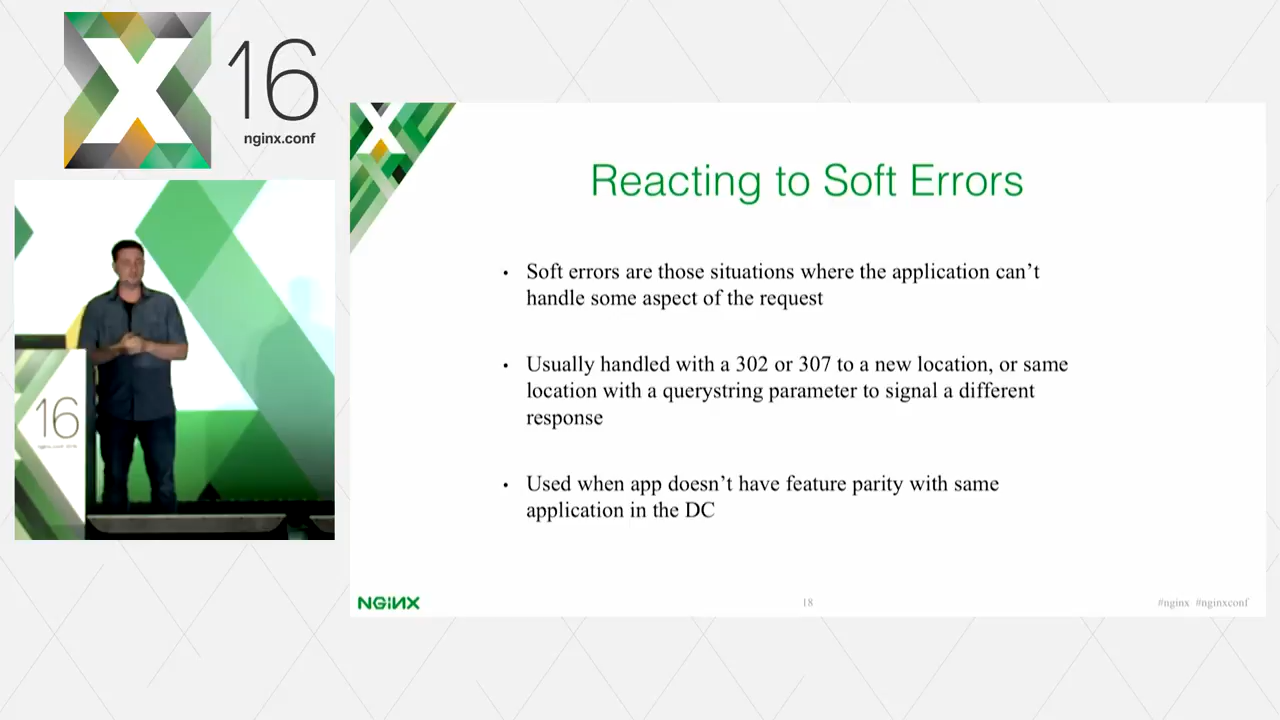 16
nginx.conf
Reacting to Soft Errors
• Soft errors are those situations where the application can’t
handle some aspect of the request
• Usually handled with a 302 or 307 to a new location, or same
location with a querystring parameter to signal a different
response
• Used when app doesn’t have feature parity with same
application in the DC
16
NGINX
18
#nginx #nginxconf